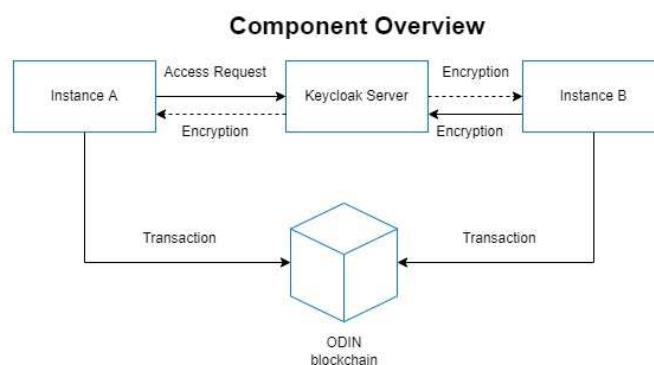 Component Overview
Access Request
Encryption
Instance A
Keycloak Server
Instance B
Encryption
Encryption
Transaction
Transaction
ODIN
blockchain